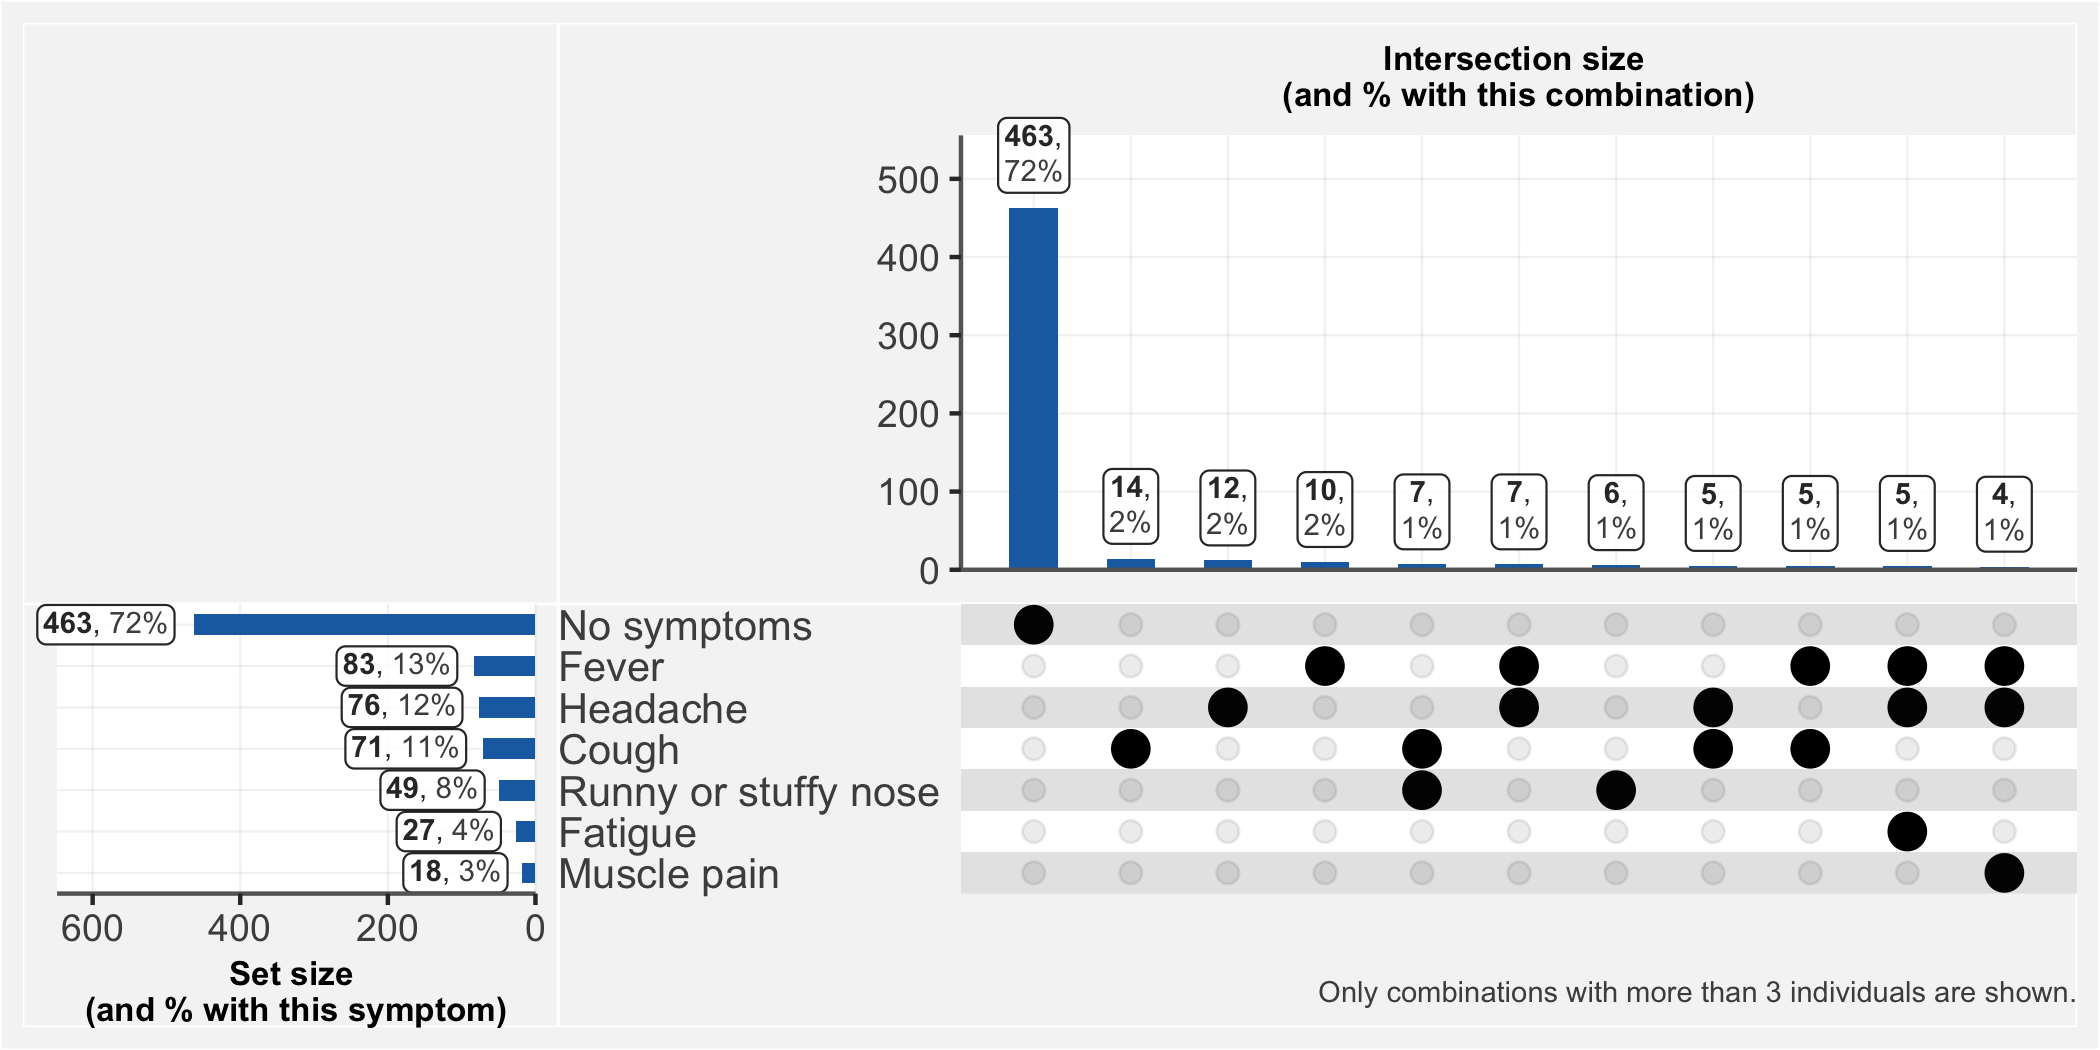 Intersection size
(and % with this combination)
463,
72%
500
400
300
200
100
0
14,
2%
12,
2%
10,
2%
7,
1%
7,
1%
6,
1%
5,
1%
5,
1%
5,
1%
4,
1%
463, 72%
No symptoms
83, 13%
Fever
76, 12%
Headache
71, 11%
Cough
49, 8%
Runny or stuffy nose
27, 4%
Fatigue
18, 3%
Muscle pain
600 400 200 0
Set size
(and % with this symptom)
Only combinations with more than 3 individuals are shown.